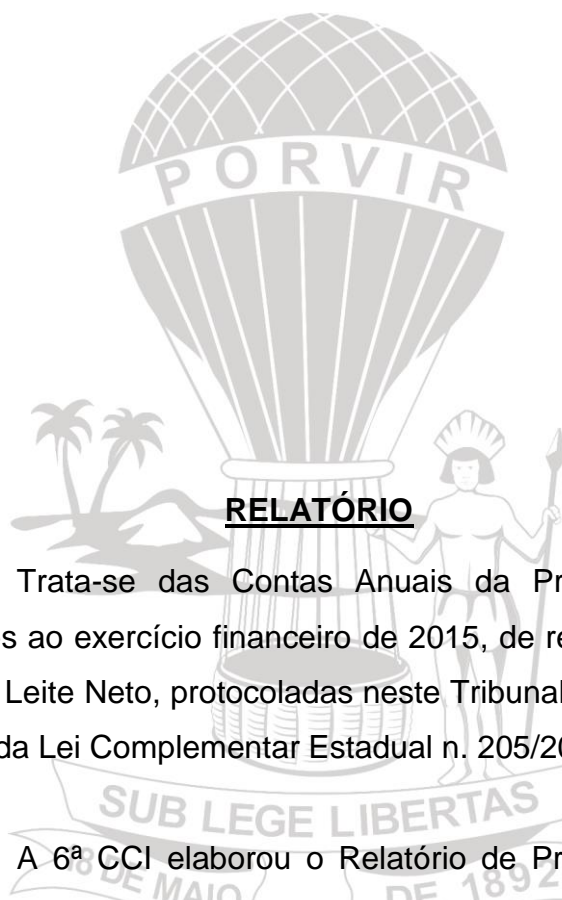 PORVIR
RELATÓRIO
Trata-se das Contas Anuais da Pr
s ao exercício financeiro de 2015, de re
Leite Neto, protocoladas neste Tribunal
da Lei Complementar Estadual n. 205/20
SUB LEGE LIBERTAS
A 6ª CCI elaborou o Relatório de Pr
18 DE MAIO DE 1892